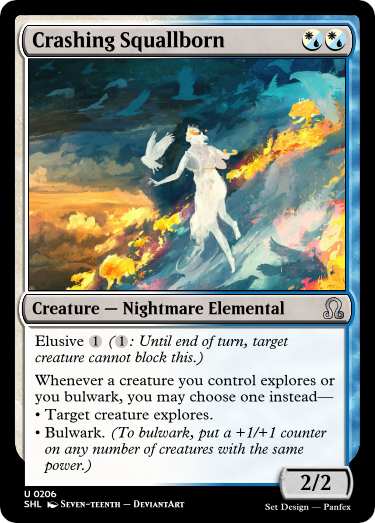 Crashing Squallborn
Creature — Nightmare Elemental
Elusive 1 (1: Until end of turn, target
creature cannot block this.)
Whenever a creature you control explores or
you bulwark, you may choose one instead—
• Target creature explores.
• Bulwark. (To bulwark, put a +1/+1 counter
on any number of creatures with the same
power.)
2/2
U 0206
SHL Seven-teenth — DeviantArt
Set Design — Panfex